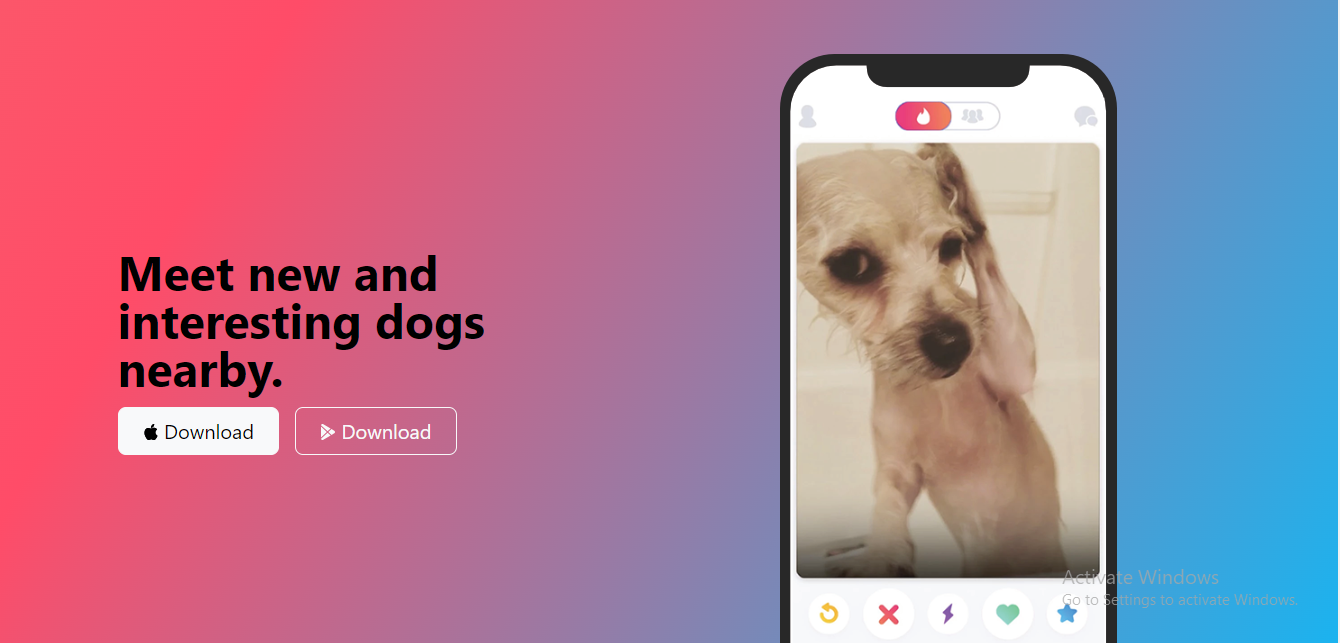 Meet new and
interesting dogs
nearby.
Download
Download
Activate Windows
Go to Settings to activate Windows.